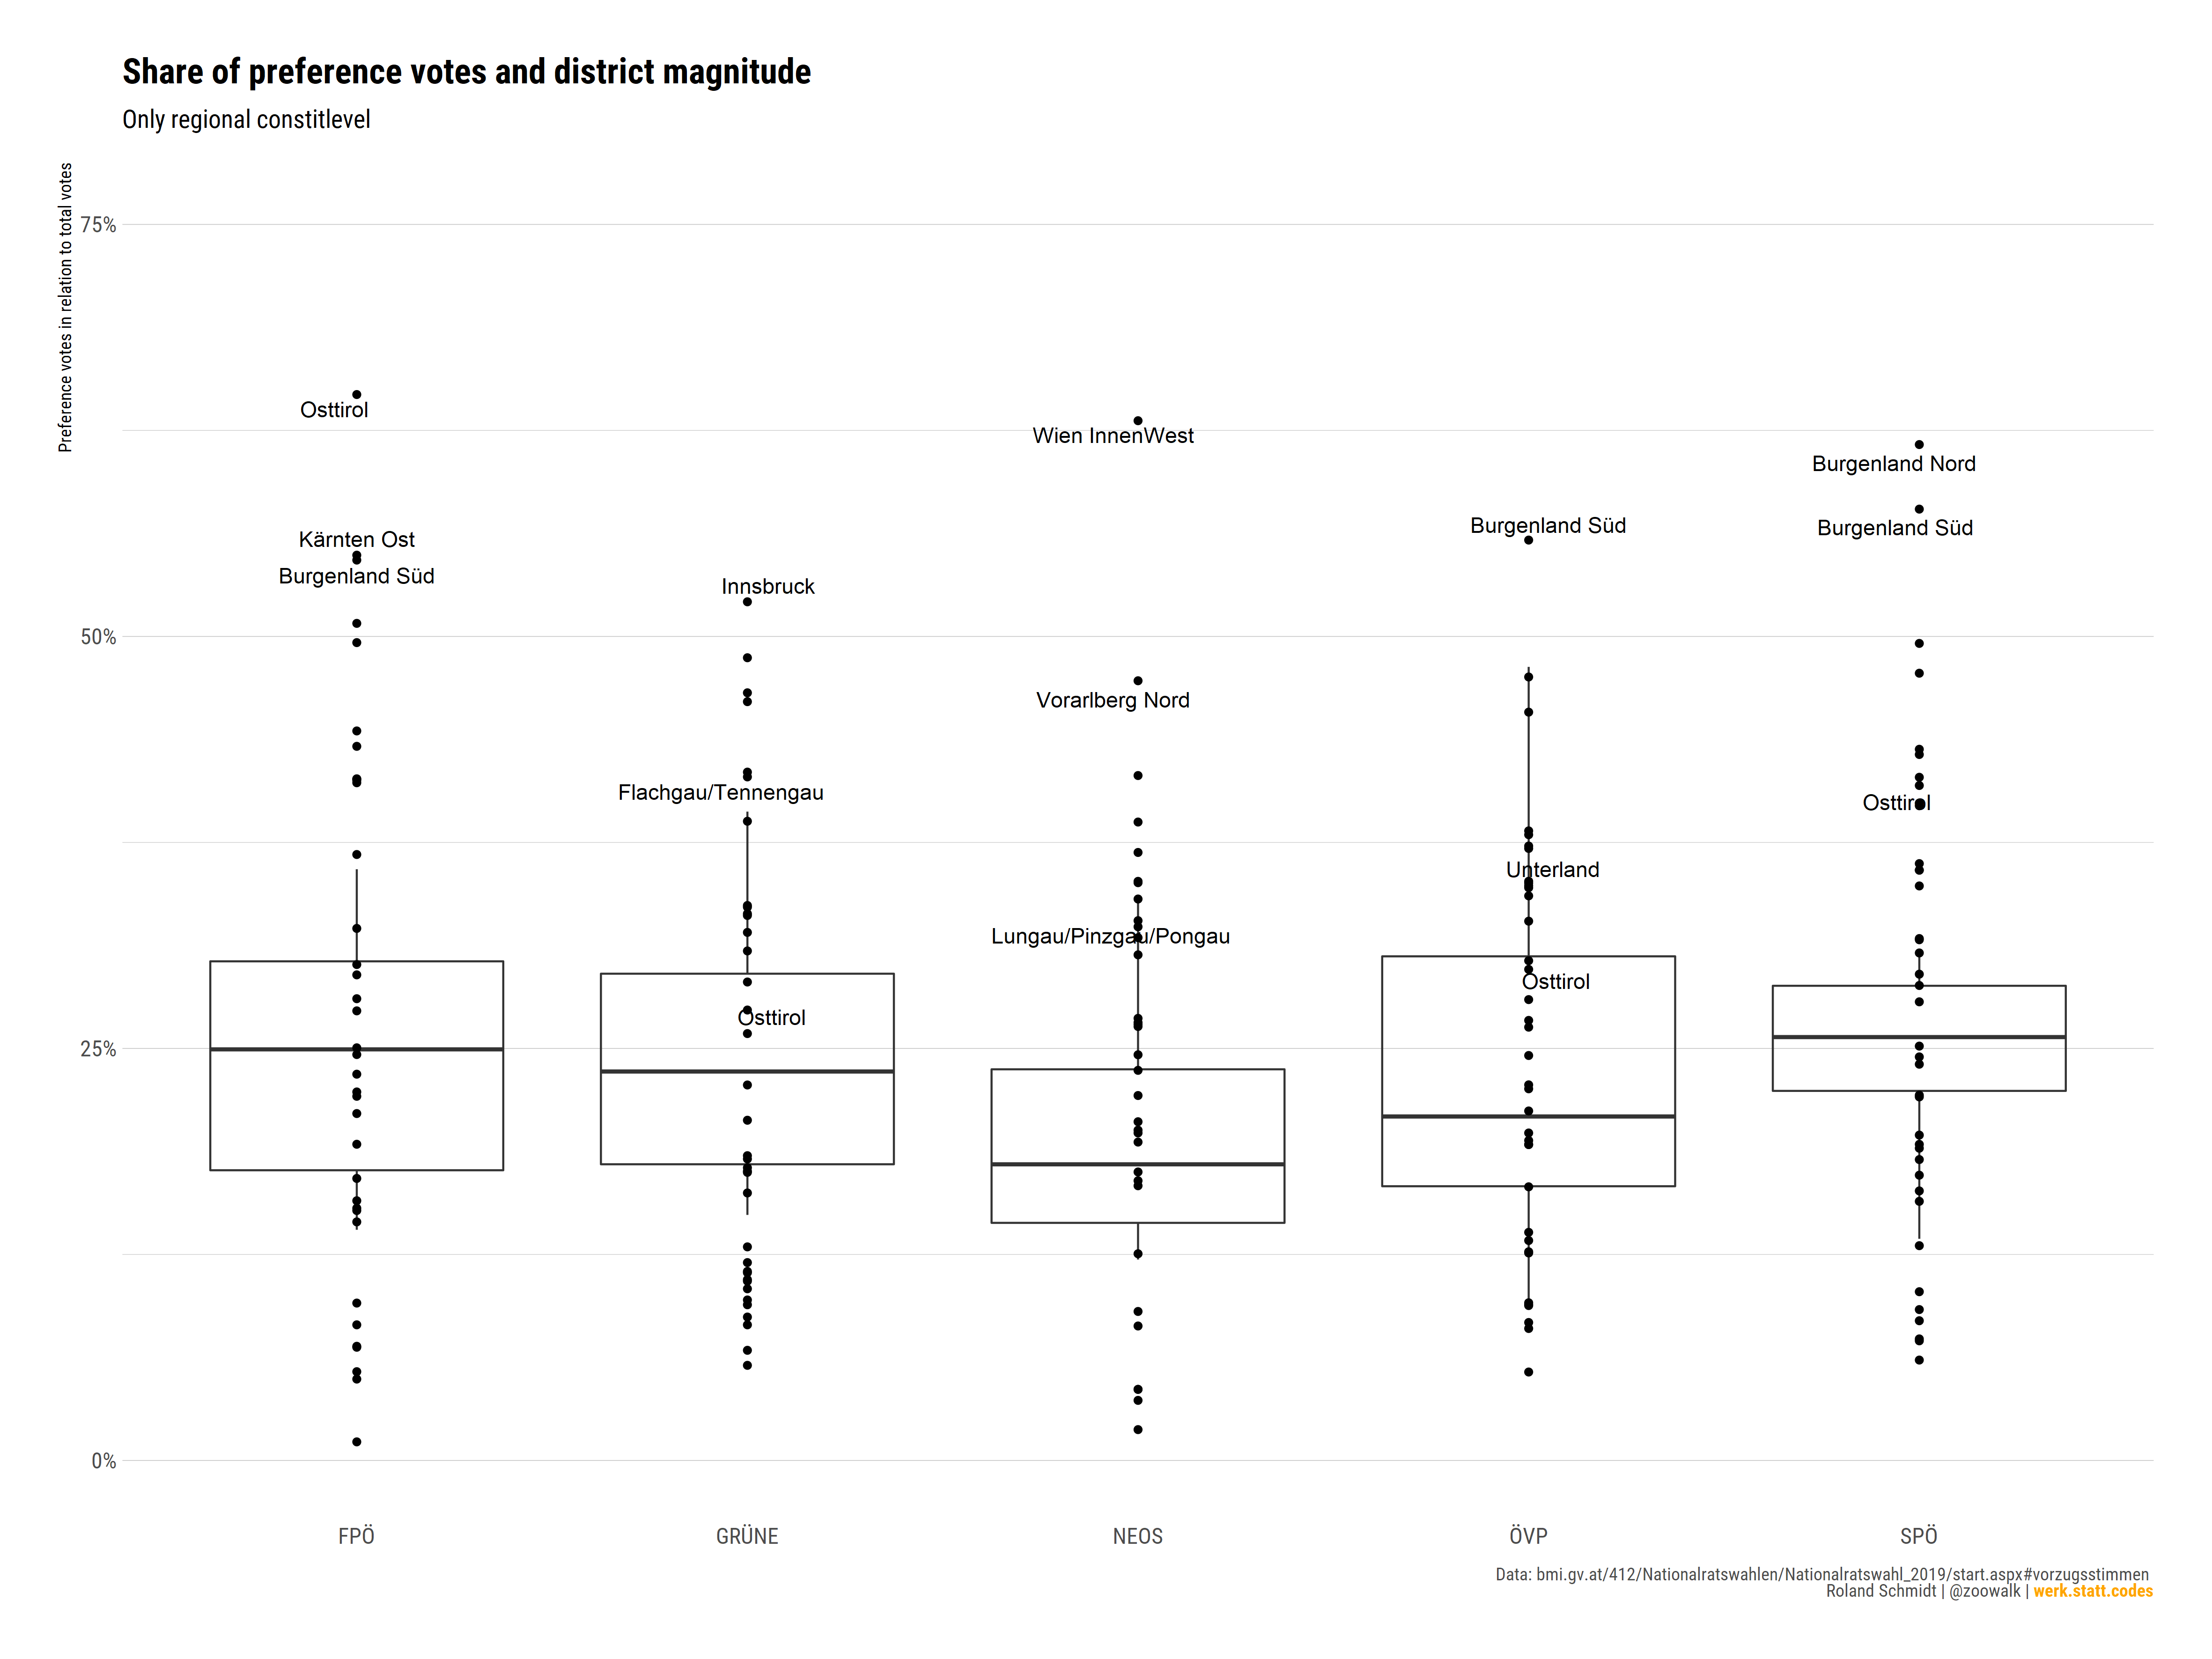 Share of preference votes and district magnitude
Only regional constitlevel
Preference votes in relation to total votes
75%
50%
25%
0%
Osttirol
Kärnten Ost
Burgenland Süd
Innsbruck
Flachgau/Tennengau
Osttirol
Wien InnenWest
Vorarlberg Nord
Lungau/Pinzgau/Pongau
Burgenland Süd
Unterland
Osttirol
Burgenland Nord
Burgenland Süd
Osttirol
FPÖ
GRÜNE
NEOS
ÖVP
SPÖ
Data: bmi.gv.at/412/Nationalratswahlen/Nationalratswahl_2019/start.aspx#vorzugsstimmen
Roland Schmidt | @zoowalk | werk.statt.codes